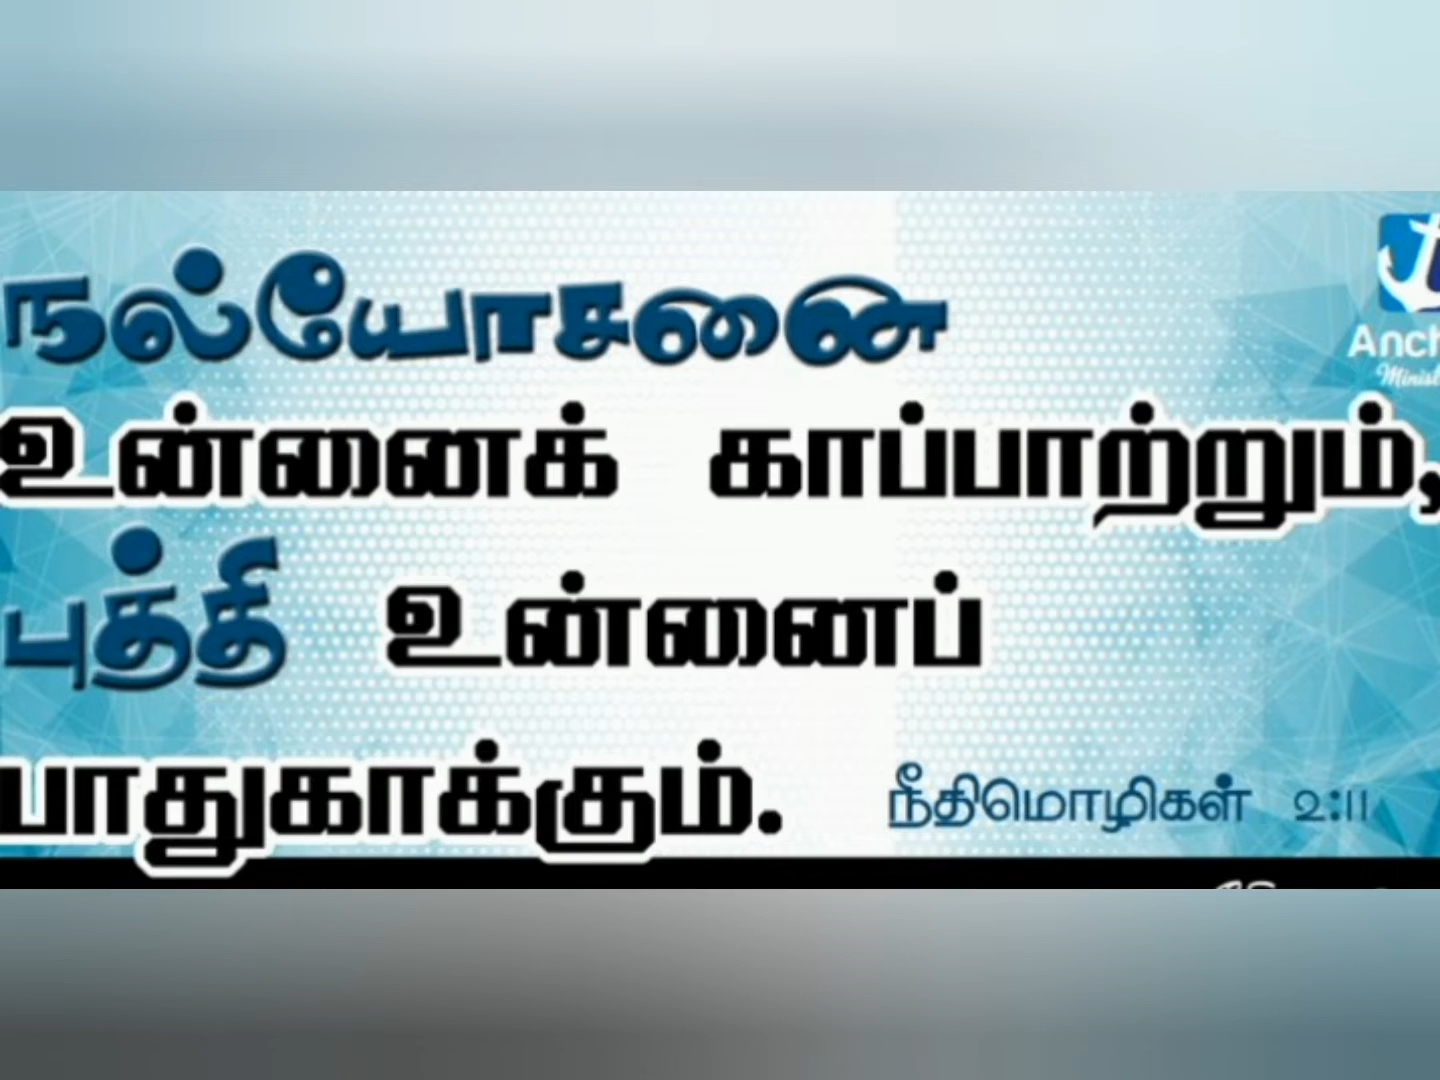 நல்யோசனை
உன்னைக் காப்பாற்றும்,
புத்தி உன்னைப்
பாதுகாக்கும்.
நீதிமொழிகள் 2:11